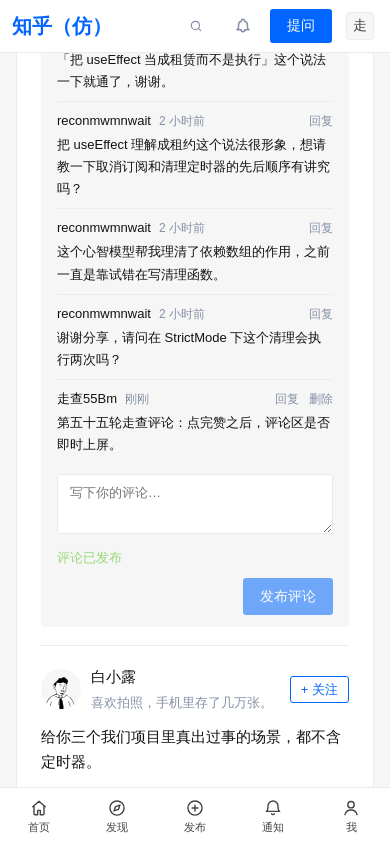 知乎（仿）
提问
走
「把 useEffect 当成租赁而不是执行」这个说法
一下就通了，谢谢。
reconmwmnwait 2 小时前 回复
把 useEffect 理解成租约这个说法很形象，想请
教一下取消订阅和清理定时器的先后顺序有讲究
吗？
reconmwmnwait 2 小时前 回复
这个心智模型帮我理清了依赖数组的作用，之前
一直是靠试错在写清理函数。
reconmwmnwait 2 小时前 回复
谢谢分享，请问在 StrictMode 下这个清理会执
行两次吗？
走查55Bm 刚刚 回复 删除
第五十五轮走查评论：点完赞之后，评论区是否
即时上屏。
写下你的评论…
评论已发布
发布评论
白小露
喜欢拍照，手机里存了几万张。
+ 关注
给你三个我们项目里真出过事的场景，都不含
定时器。
首页 发现 发布 通知 我